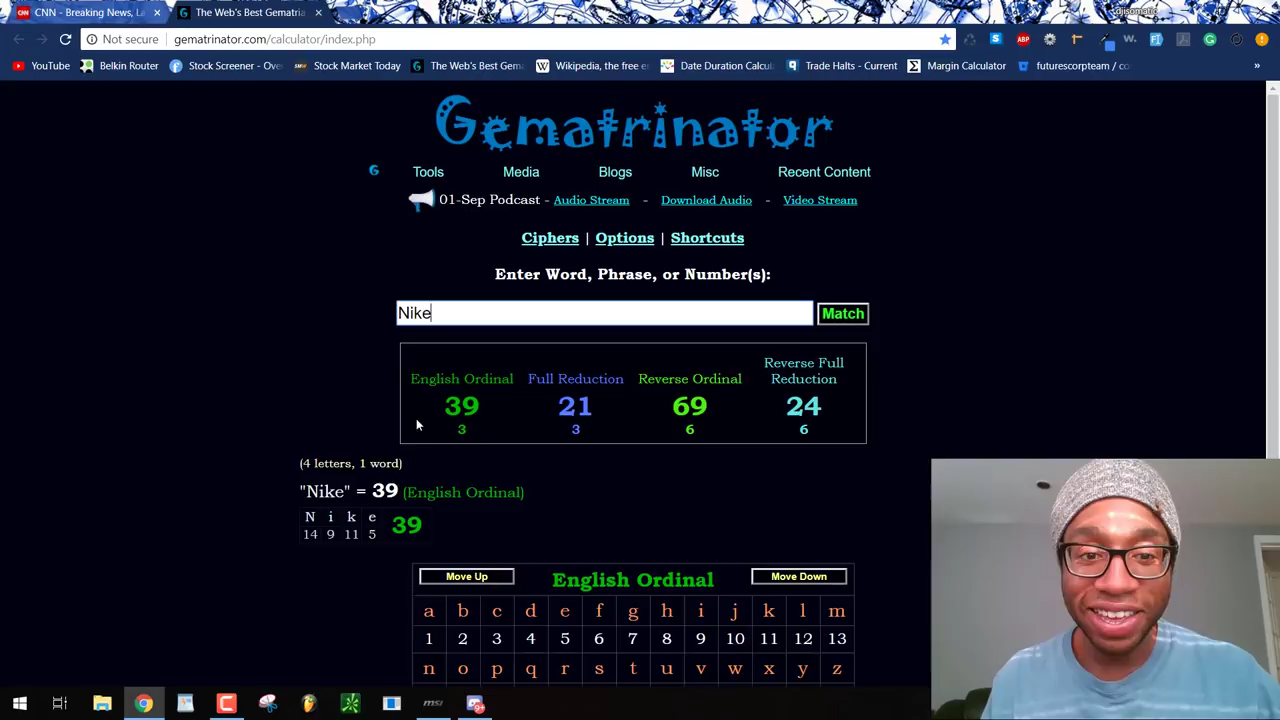 CNN - Breaking News, La
The Web's Best Gematria
djisomatic
Not secure gematrinator.com/calculator/index.php
YouTube Belkin Router Stock Screener - Ove Stock Market Today The Web's Best Gem Wikipedia, the free e Date Duration Calcu Trade Halts - Current Margin Calculator futurescorpteam / co »
Gematrinator
G Tools Media Blogs Misc Recent Content
01-Sep Podcast - Audio Stream - Download Audio - Video Stream
Ciphers | Options | Shortcuts
Enter Word, Phrase, or Number(s):
Nike Match
English Ordinal Full Reduction Reverse Ordinal Reverse Full Reduction
39 21 69 24
3 3 6 6
(4 letters, 1 word)
"Nike" = 39 (English Ordinal)
N i k e 39
14 9 11 5
Move Up English Ordinal Move Down
a b c d e f g h i j k l m
1 2 3 4 5 6 7 8 9 10 11 12 13
n o p q r s t u v w x y z
msi